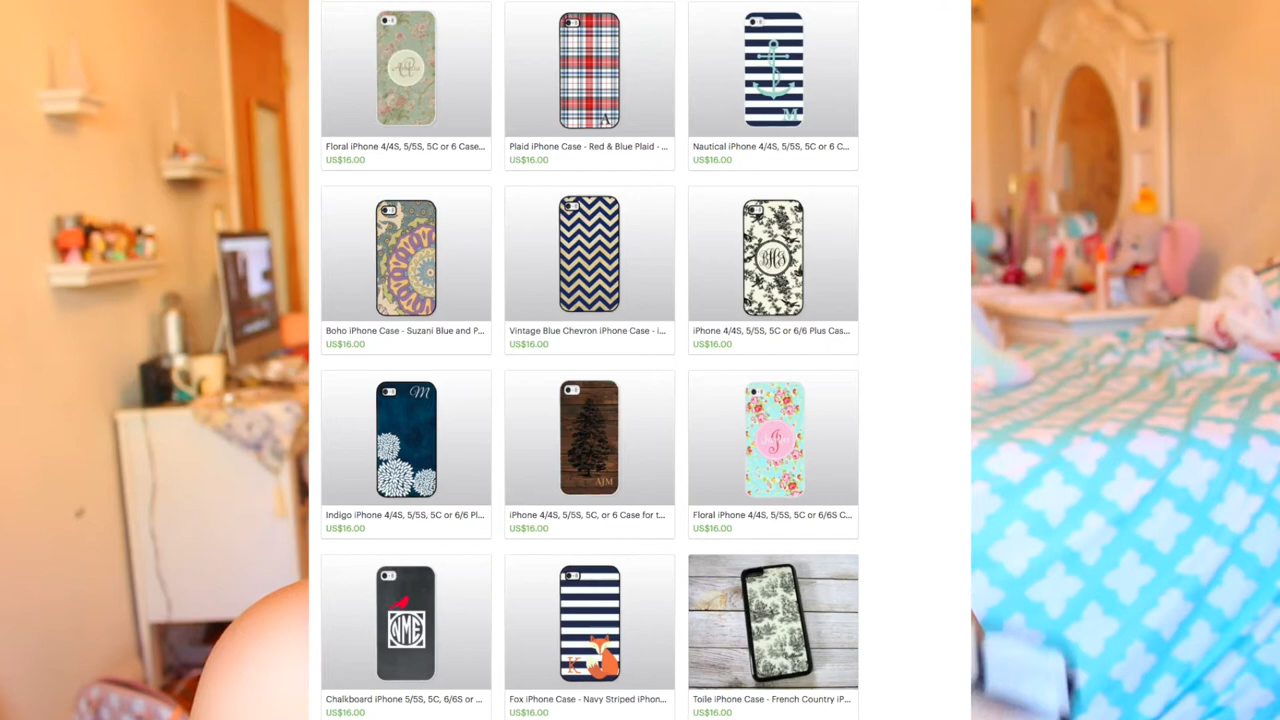 A
M
Floral iPhone 4/4S, 5/5S, 5C or 6 Case...
Plaid iPhone Case - Red & Blue Plaid - ...
Nautical iPhone 4/4S, 5/5S, 5C or 6 C...
US$16.00
US$16.00
US$16.00
BHG
Boho iPhone Case - Suzani Blue and P...
Vintage Blue Chevron iPhone Case - i...
iPhone 4/4S, 5/5S, 5C or 6/6 Plus Cas...
US$16.00
US$16.00
US$16.00
M
AJM
Indigo iPhone 4/4S, 5/5S, 5C or 6/6 Pl...
iPhone 4/4S, 5/5S, 5C, or 6 Case for t...
Floral iPhone 4/4S, 5/5S, 5C or 6/6S C...
US$16.00
US$16.00
US$16.00
NME
K
Chalkboard iPhone 5/5S, 5C, 6/6S or ...
Fox iPhone Case - Navy Striped iPhon...
Toile iPhone Case - French Country iP...
US$16.00
US$16.00
US$16.00